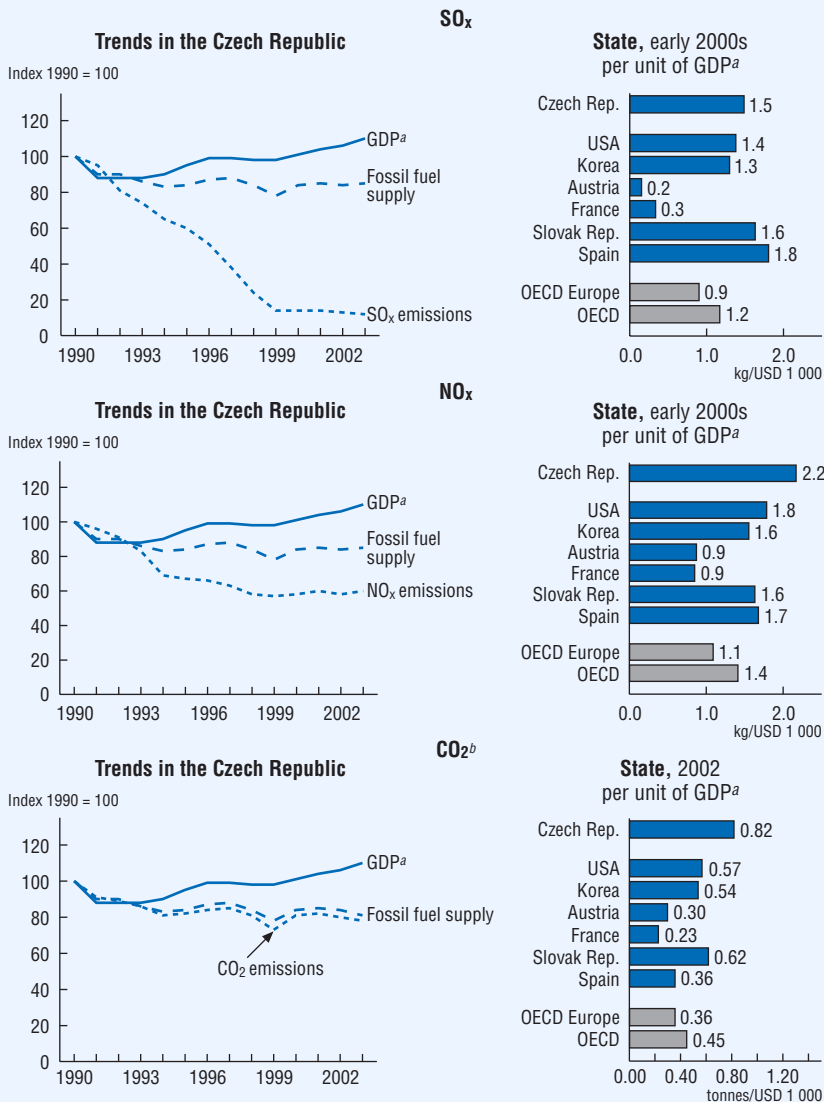 SOx
Trends in the Czech Republic
Index 1990 = 100
120
100
80
60
40
20
0
1990 1993 1996 1999 2002
GDPa
Fossil fuel
supply
SOx emissions
State, early 2000s
per unit of GDPa
Czech Rep. 1.5
USA 1.4
Korea 1.3
Austria 0.2
France 0.3
Slovak Rep. 1.6
Spain 1.8
OECD Europe 0.9
OECD 1.2
0.0 1.0 2.0
kg/USD 1 000
NOx
Trends in the Czech Republic
Index 1990 = 100
120
100
80
60
40
20
0
1990 1993 1996 1999 2002
GDPa
Fossil fuel
supply
NOx emissions
State, early 2000s
per unit of GDPa
Czech Rep. 2.2
USA 1.8
Korea 1.6
Austria 0.9
France 0.9
Slovak Rep. 1.6
Spain 1.7
OECD Europe 1.1
OECD 1.4
0.0 1.0 2.0
kg/USD 1 000
CO2b
Trends in the Czech Republic
Index 1990 = 100
120
100
80
60
40
20
0
1990 1993 1996 1999 2002
GDPa
Fossil fuel supply
CO2 emissions
State, 2002
per unit of GDPa
Czech Rep. 0.82
USA 0.57
Korea 0.54
Austria 0.30
France 0.23
Slovak Rep. 0.62
Spain 0.36
OECD Europe 0.36
OECD 0.45
0.00 0.40 0.80 1.20
tonnes/USD 1 000